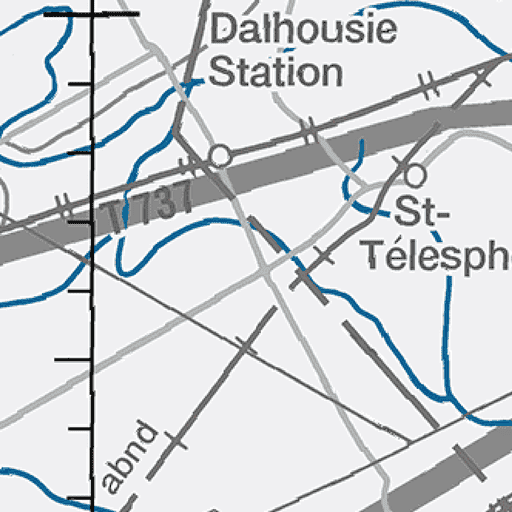 Dalhousie
Station
T 737
St-
Télesph
abnd